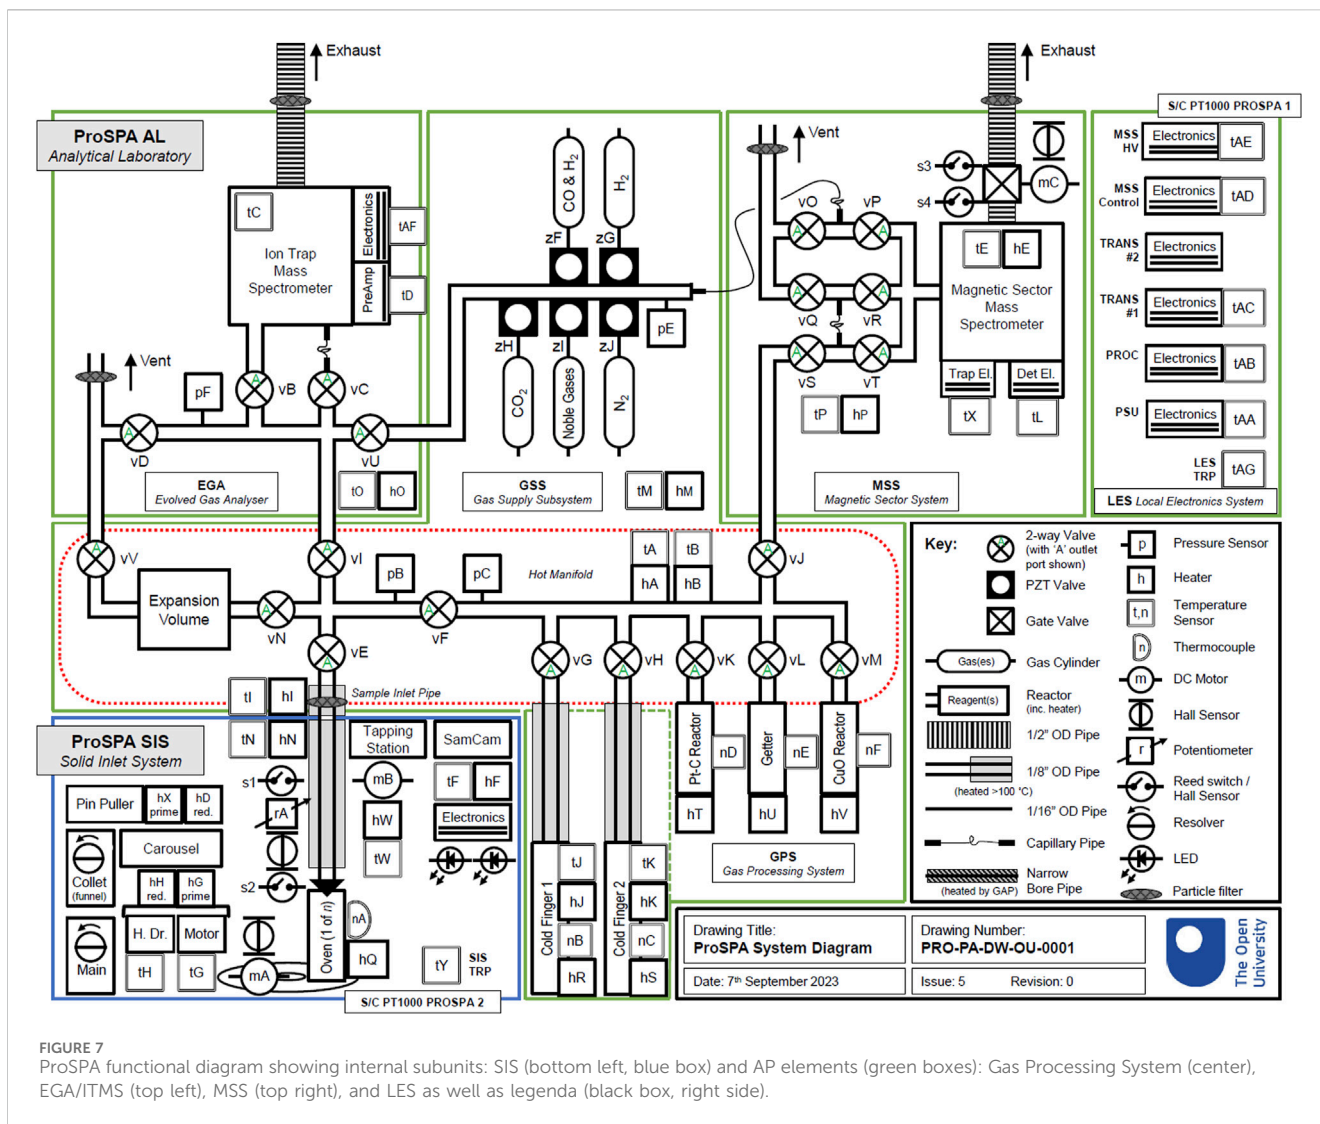 Exhaust
Exhaust
S/C PT1000 PROSPA 1
ProSPA AL
Analytical Laboratory
Vent
CO & H₂
H₂
zF
zG
tC
Ion Trap
Mass
Spectrometer
Electronics
tAF
PreAmp
tD
Vent
pF
vB
vC
vD
vU
EGA
Evolved Gas Analyser
tO
hO
zH
zI
zJ
pE
CO₂
Noble Gases
N₂
GSS
Gas Supply Subsystem
tM
hM
s3
s4
mC
vO
vP
vQ
vR
vS
vT
tE
hE
Magnetic Sector
Mass
Spectrometer
Trap El.
Det El.
tP
hP
tX
tL
MSS
Magnetic Sector System
MSS
HV
Electronics
tAE
MSS
Control
Electronics
tAD
TRANS
#2
Electronics
TRANS
#1
Electronics
tAC
PROC
Electronics
tAB
PSU
Electronics
tAA
LES
TRP
tAG
LES Local Electronics System
vV
vI
pB
pC
Hot Manifold
tA
tB
hA
hB
vJ
Expansion
Volume
vN
vF
vE
vG
vH
vK
vL
vM
Sample Inlet Pipe
tI
hI
tN
hN
Pt-C Reactor
nD
hT
Getter
nE
hU
CuO Reactor
nF
hV
GPS
Gas Processing System
Cold Finger 1
tJ
hJ
nB
hR
Cold Finger 2
tK
hK
nC
hS
ProSPA SIS
Solid Inlet System
Pin Puller
hX
prime
hD
red.
s1
rA
s2
Tapping
Station
mB
hW
tW
SamCam
tF
hF
Electronics
Collet
(funnel)
Carousel
hH
red.
hG
prime
H. Dr.
Motor
Main
tH
tG
mA
Oven (1 of n)
nA
hQ
tY
SIS
TRP
S/C PT1000 PROSPA 2
Key:
A
2-way Valve
(with 'A' outlet
port shown)
PZT Valve
Gate Valve
Gas(es)
Gas Cylinder
Reagent(s)
Reactor
(inc. heater)
1/2" OD Pipe
1/8" OD Pipe
(heated >100 °C)
1/16" OD Pipe
Capillary Pipe
Narrow
Bore Pipe
(heated by GAP)
p
Pressure Sensor
h
Heater
t,n
Temperature
Sensor
n
Thermocouple
m
DC Motor
Hall Sensor
r
Potentiometer
Reed switch /
Hall Sensor
Resolver
LED
Particle filter
Drawing Title:
ProSPA System Diagram
Drawing Number:
PRO-PA-DW-OU-0001
Date: 7th September 2023
Issue: 5
Revision: 0
The Open
University
FIGURE 7
ProSPA functional diagram showing internal subunits: SIS (bottom left, blue box) and AP elements (green boxes): Gas Processing System (center),
EGA/ITMS (top left), MSS (top right), and LES as well as legenda (black box, right side).